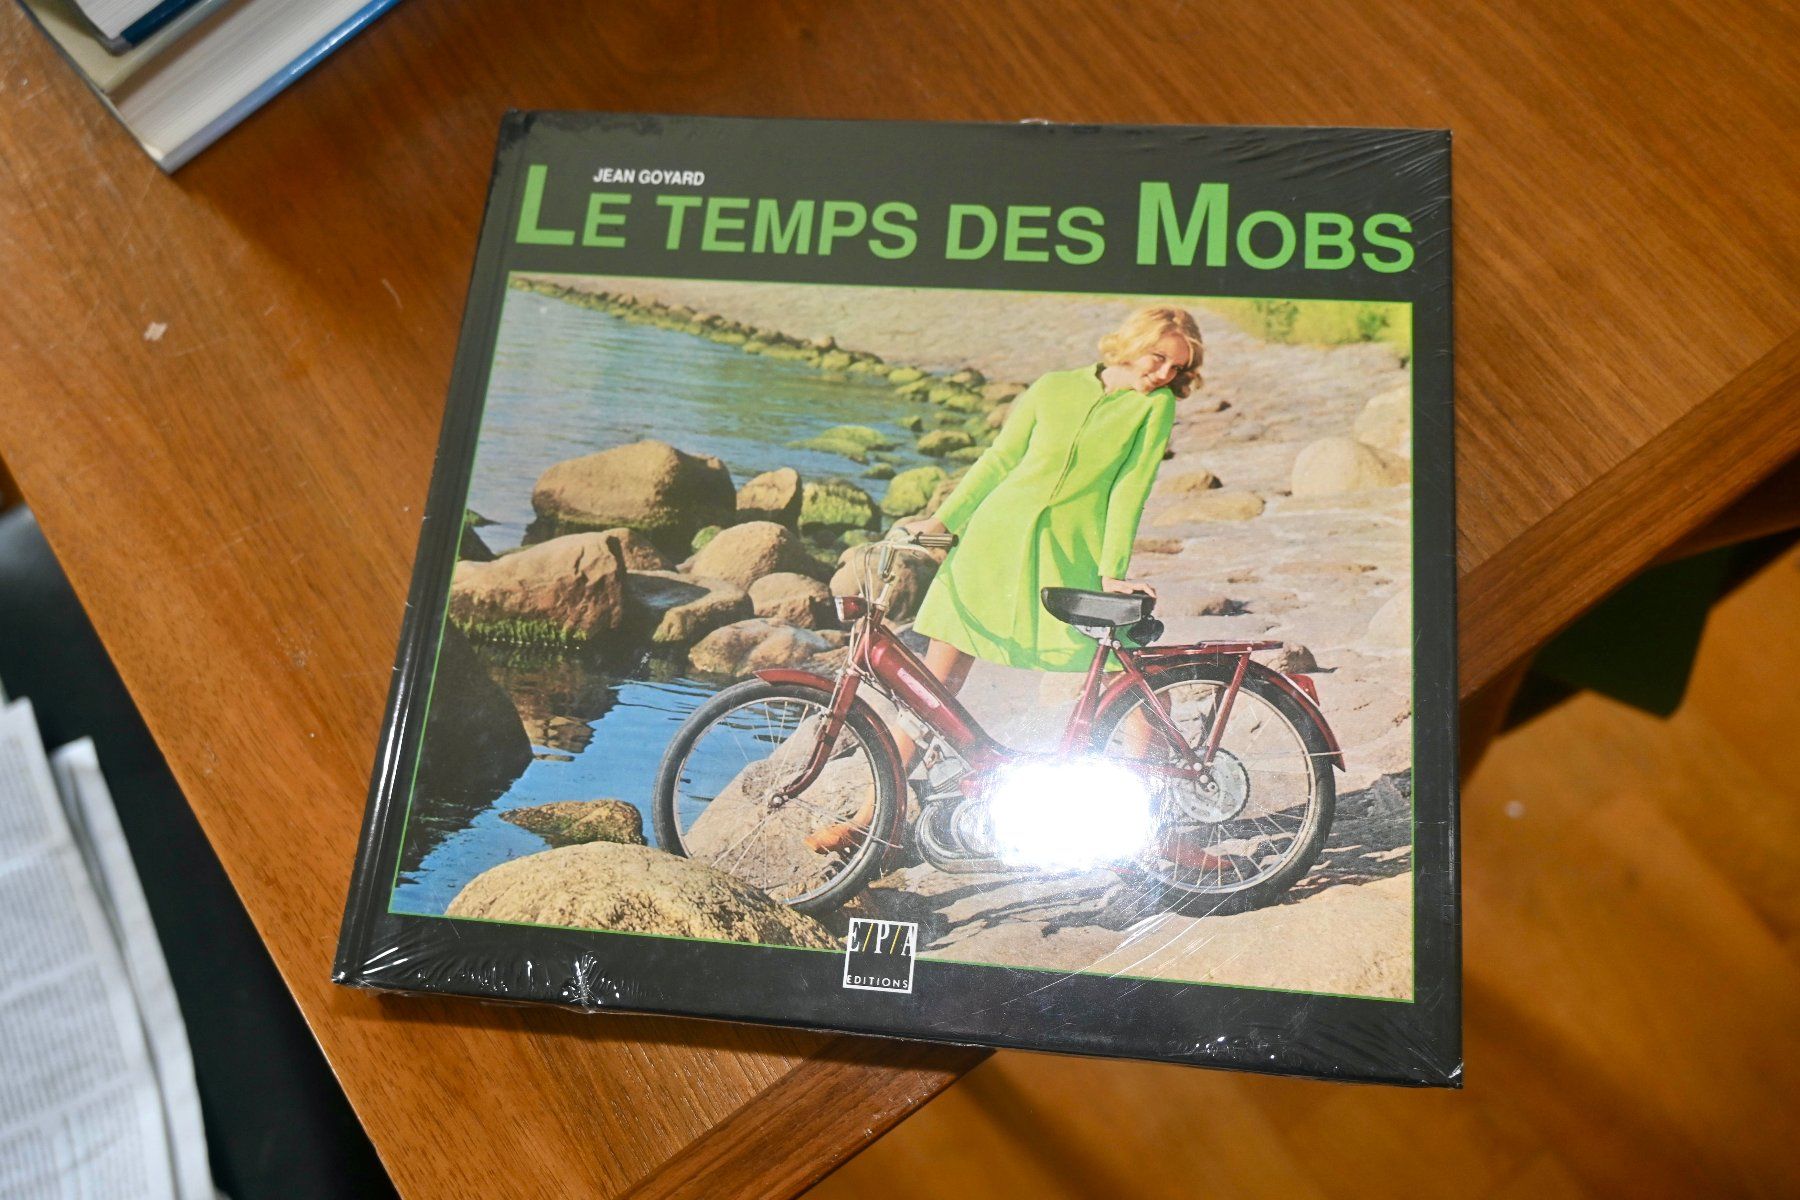 JEAN GOYARD
LE TEMPS DES MOBS
E/P/A
EDITIONS